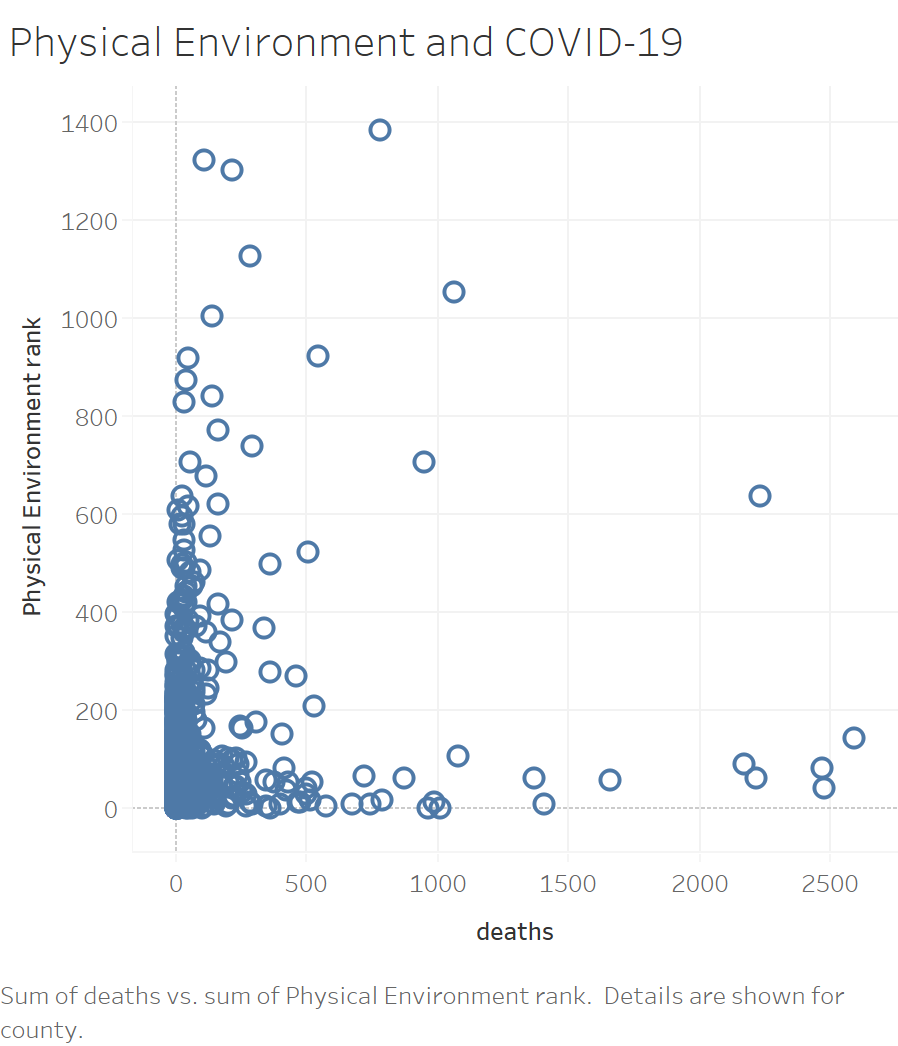 Physical Environment and COVID-19
1400
1200
1000
800
600
400
200
0
Physical Environment rank
0 500 1000 1500 2000 2500
deaths
Sum of deaths vs. sum of Physical Environment rank. Details are shown for
county.